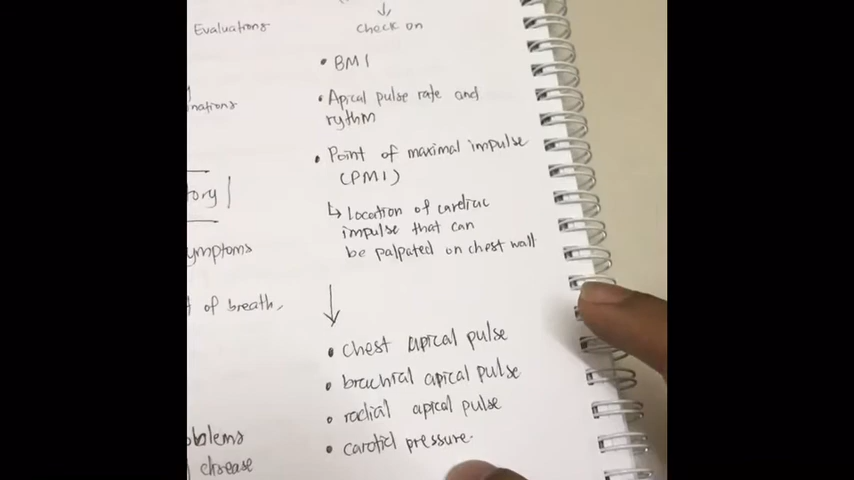 Evaluations
check on
• BMI
inations
• Apical pulse rate and
rythm
• Point of maximal impulse
(PMI)
ory
↳ Location of cardiac
impulse that can
be palpated on chest wall
ymptoms
of breath,
• chest apical pulse
• brachial apical pulse
• radial apical pulse
• carotid pressure.
oblems
disease